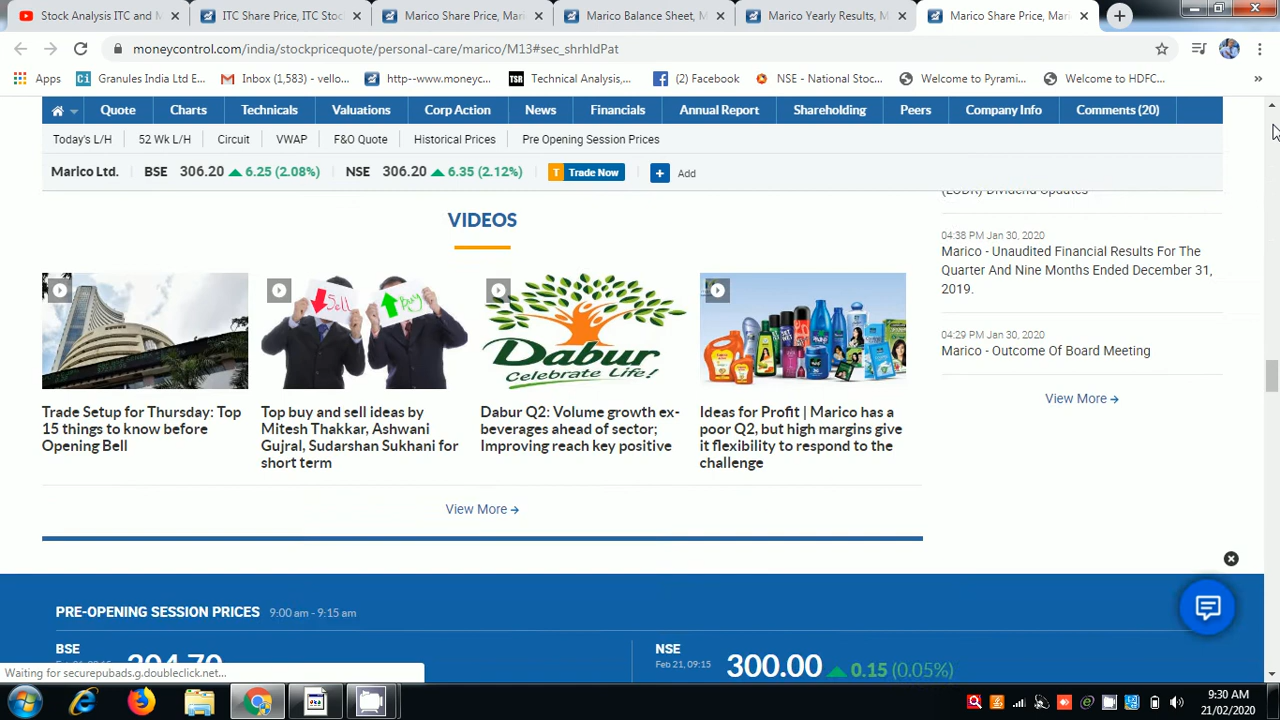 Stock Analysis ITC and M
ITC Share Price, ITC Stoc
Marico Share Price, Mari
Marico Balance Sheet, M
Marico Yearly Results, M
Marico Share Price, Mari
moneycontrol.com/india/stockpricequote/personal-care/marico/M13#sec_shrhldPat
Apps
Granules India Ltd E...
Inbox (1,583) - vello...
http--www.moneyc...
Technical Analysis,...
(2) Facebook
NSE - National Stoc...
Welcome to Pyrami...
Welcome to HDFC...
Quote Charts Technicals Valuations Corp Action News Financials Annual Report Shareholding Peers Company Info Comments (20)
Today's L/H 52 Wk L/H Circuit VWAP F&O Quote Historical Prices Pre Opening Session Prices
Marico Ltd. BSE 306.20 6.25 (2.08%) NSE 306.20 6.35 (2.12%) T Trade Now + Add
(LODR) Dividend Updates
04:38 PM Jan 30, 2020
Marico - Unaudited Financial Results For The
Quarter And Nine Months Ended December 31,
2019.
04:29 PM Jan 30, 2020
Marico - Outcome Of Board Meeting
View More →
VIDEOS
Sell
Buy
Dabur
Celebrate Life!
Trade Setup for Thursday: Top
15 things to know before
Opening Bell
Top buy and sell ideas by
Mitesh Thakkar, Ashwani
Gujral, Sudarshan Sukhani for
short term
Dabur Q2: Volume growth ex-
beverages ahead of sector;
Improving reach key positive
Ideas for Profit | Marico has a
poor Q2, but high margins give
it flexibility to respond to the
challenge
View More →
PRE-OPENING SESSION PRICES 9:00 am - 9:15 am
BSE
NSE
Feb 21, 09:15
300.00 0.15 (0.05%)
Waiting for securepubads.g.doubleclick.net...
9:30 AM
21/02/2020